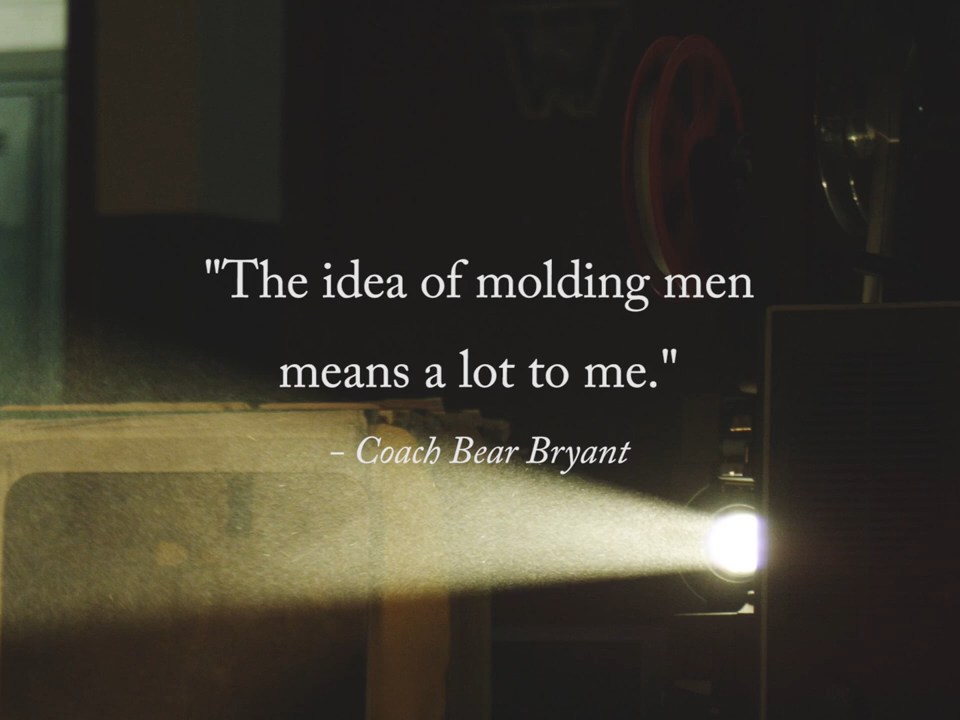 "The idea of molding men
means a lot to me."
- Coach Bear Bryant